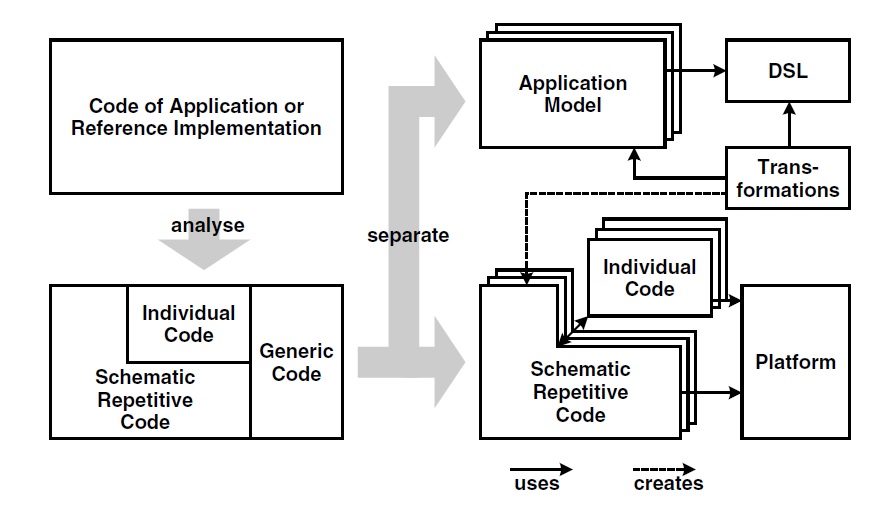 Code of Application or
Reference Implementation
analyse
Individual
Code
Generic
Code
Schematic
Repetitive
Code
separate
Application
Model
DSL
Trans-
formations
Individual
Code
Schematic
Repetitive
Code
Platform
uses
creates